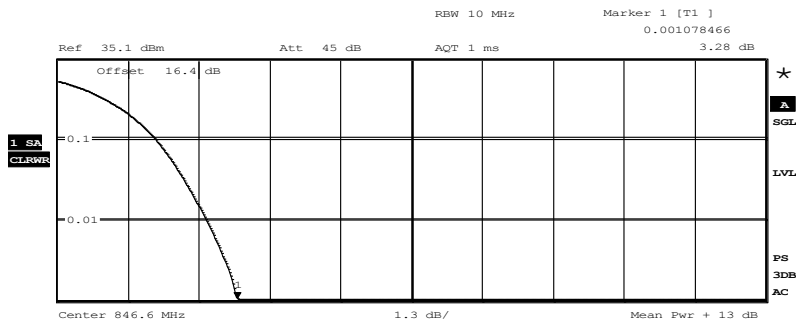 RBW 10 MHz Marker 1 [T1 ]
0.001078466
Ref 35.1 dBm Att 45 dB AQT 1 ms 3.28 dB
Offset 16.4 dB
*
A
SGL
0.1
1 SA
CLRWR
LVL
0.01
PS
3DB
1
AC
Center 846.6 MHz 1.3 dB/ Mean Pwr + 13 dB